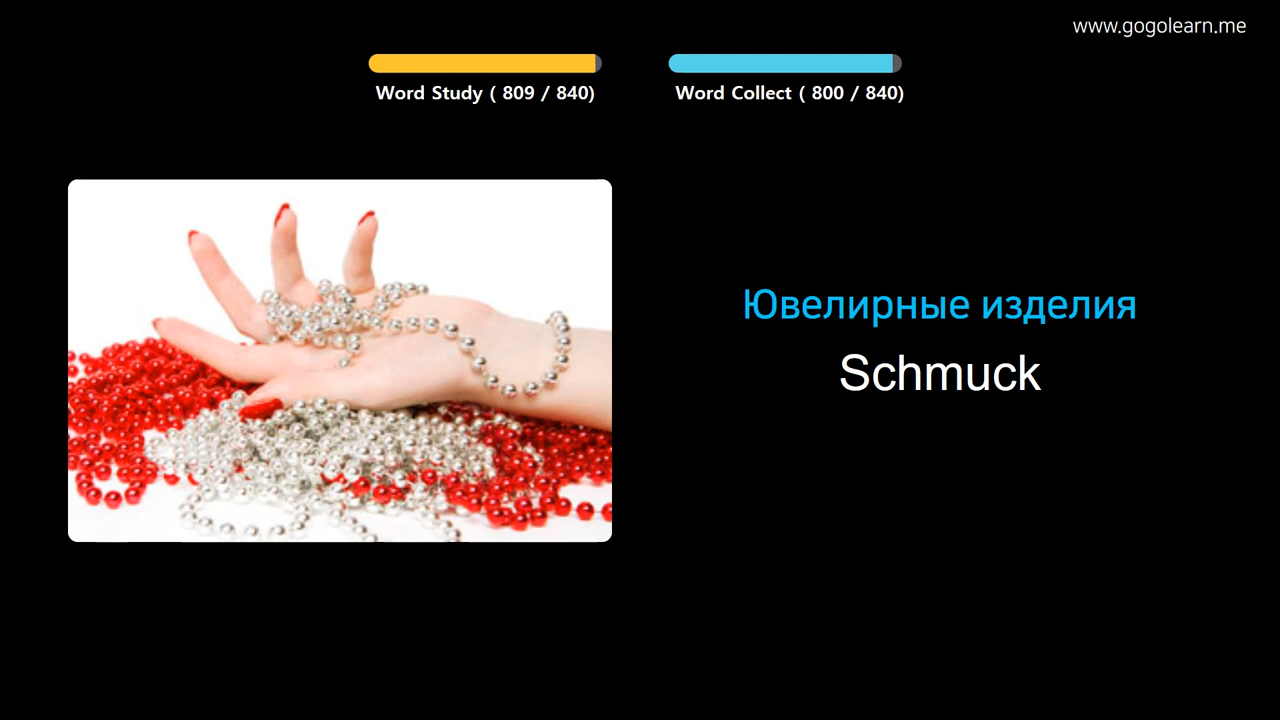 www.gogolearn.me
Word Study ( 809 / 840)
Word Collect ( 800 / 840)
Ювелирные изделия
Schmuck